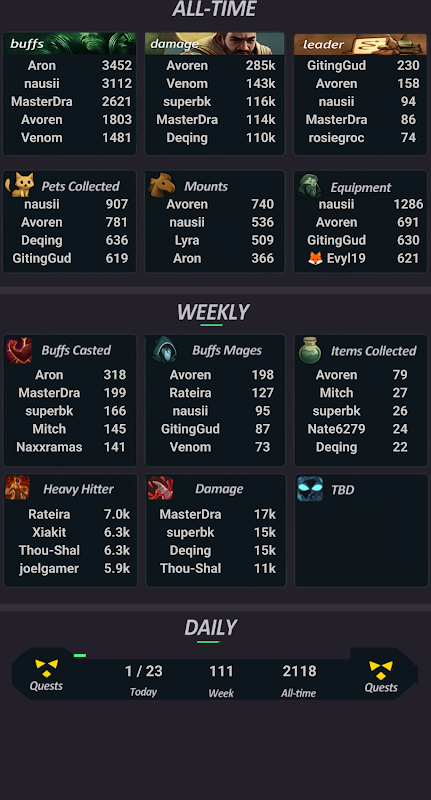 ALL-TIME
buffs
Aron 3452
nausii 3112
MasterDra 2621
Avoren 1803
Venom 1481
damage
Avoren 285k
Venom 143k
superbk 116k
MasterDra 114k
Deqing 110k
leader
GitingGud 230
Avoren 158
nausii 94
MasterDra 86
rosiegroc 74
Pets Collected
nausii 907
Avoren 781
Deqing 636
GitingGud 619
Mounts
Avoren 740
nausii 536
Lyra 509
Aron 366
Equipment
nausii 1286
Avoren 691
GitingGud 630
🦊 Evyl19 621
WEEKLY
Buffs Casted
Aron 318
MasterDra 199
superbk 166
Mitch 145
Naxxramas 141
Buffs Mages
Avoren 198
Rateira 127
nausii 95
GitingGud 87
Venom 73
Items Collected
Avoren 79
Mitch 27
superbk 26
Nate6279 24
Deqing 22
Heavy Hitter
Rateira 7.0k
Xiakit 6.3k
Thou-Shal 6.3k
joelgamer 5.9k
Damage
MasterDra 17k
superbk 15k
Deqing 15k
Thou-Shal 11k
TBD
DAILY
Quests
1 / 23
Today
111
Week
2118
All-time
Quests